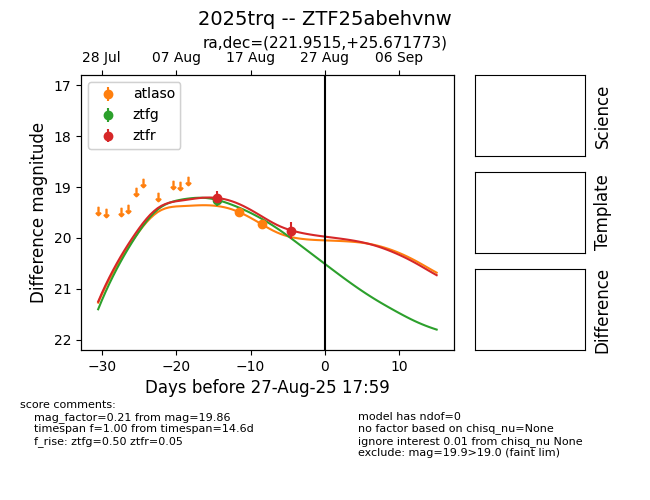 2025trq -- ZTF25abehvnw
ra,dec=(221.9515,+25.671773)
28 Jul 07 Aug 17 Aug 27 Aug 06 Sep
17
18
19
20
21
22
Difference magnitude
atlaso
ztfg
ztfr
−30 −20 −10 0 10
Days before 27-Aug-25 17:59
Science
Template
Difference
score comments:
mag_factor=0.21 from mag=19.86
timespan f=1.00 from timespan=14.6d
f_rise: ztfg=0.50 ztfr=0.05
model has ndof=0
no factor based on chisq_nu=None
ignore interest 0.01 from chisq_nu None
exclude: mag=19.9>19.0 (faint lim)